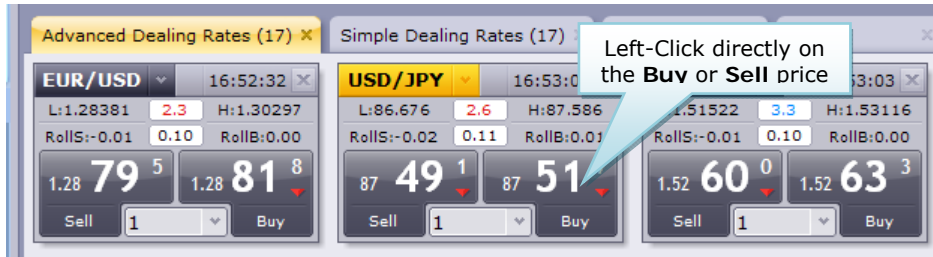 Advanced Dealing Rates (17) Simple Dealing Rates (17)
Left-Click directly on
the Buy or Sell price
EUR/USD 16:52:32
L:1.28381 2.3 H:1.30297
RollS:-0.01 0.10 RollB:0.00
1.28 79 5 1.28 81 8
Sell 1 Buy
USD/JPY 16:53:0
L:86.676 2.6 H:87.586
RollS:-0.02 0.11 RollB:0.01
87 49 1 87 51
Sell 1 Buy
53:03
1.51522 3.3 H:1.53116
RollS:-0.01 0.10 RollB:0.00
1.52 60 0 1.52 63 3
Sell 1 Buy